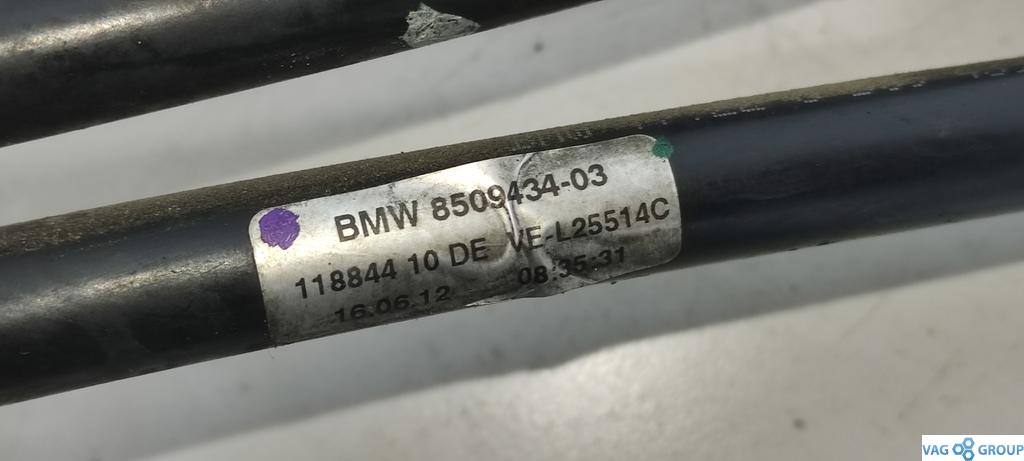 BMW 8509434-03
118844 10 DE VE-L25514C
16.06.12 08:35-31
VAG GROUP